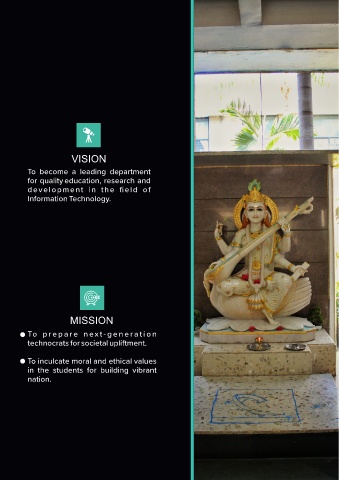 VISION
To become a leading department
for quality education, research and
development in the field of
Information Technology.
MISSION
To prepare next-generation
technocrats for societal upliftment.
To inculcate moral and ethical values
in the students for building vibrant
nation.